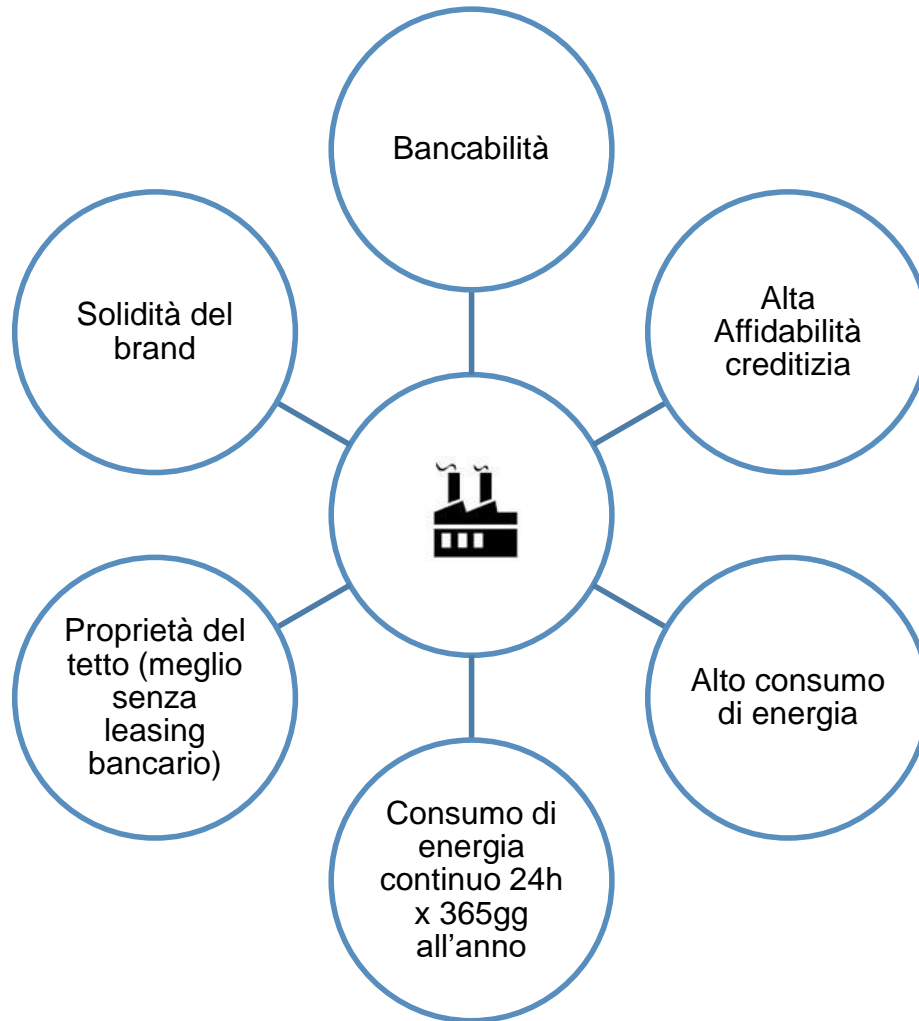 Bancabilità
Solidità del
brand
Alta
Affidabilità
creditizia
Proprietà del
tetto (meglio
senza
leasing
bancario)
Alto consumo
di energia
Consumo di
energia
continuo 24h
x 365gg
all’anno